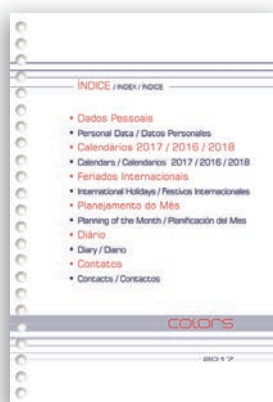 ÍNDICE / INDEX / ÍNDICE
• Dados Pessoais
• Personal Data / Datos Personales
• Calendários 2017 / 2016 / 2018
• Calendars / Calendarios 2017 / 2016 / 2018
• Feriados Internacionais
• International Holidays / Festivos Internacionales
• Planejamento do Mês
• Planning of the Month / Planificación del Mes
• Diário
• Diary / Diario
• Contatos
• Contacts / Contactos
COLORS
2017